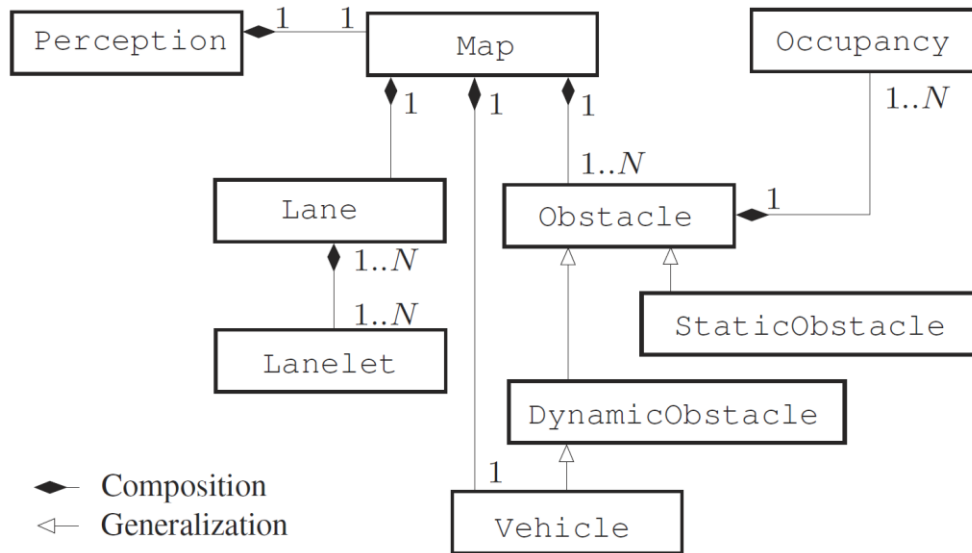 Perception
1
1
Map
Occupancy
1
1
1
1..N
1..N
Lane
Obstacle
1
1..N
1..N
Lanelet
StaticObstacle
DynamicObstacle
1
Vehicle
Composition
Generalization